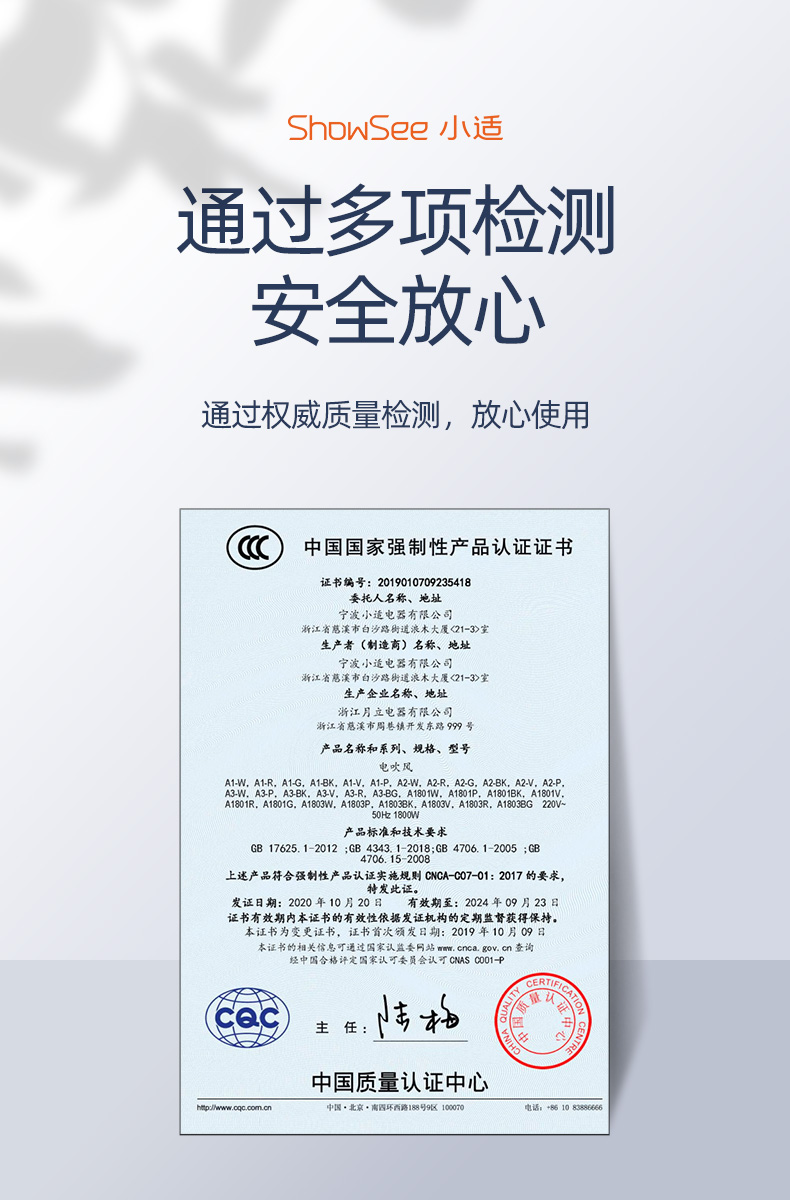 ShowSee 小适
通过多项检测
安全放心
通过权威质量检测，放心使用
中国国家强制性产品认证证书
证书编号：2019010709235418
委托人名称、地址
宁波小适电器有限公司
浙江省慈溪市白沙路街道浪木大厦<21-3>室
生产者（制造商）名称、地址
宁波小适电器有限公司
浙江省慈溪市白沙路街道浪木大厦<21-3>室
生产企业名称、地址
浙江月立电器有限公司
浙江省慈溪市周巷镇开发东路 999 号
产品名称和系列、规格、型号
电吹风
A1-W，A1-R，A1-G，A1-BK，A1-V，A1-P，A2-W，A2-R，A2-G，A2-BK，A2-V，A2-P，
A3-W，A3-P，A3-BK，A3-V，A3-R，A3-BG，A1801W，A1801P，A1801BK，A1801V，
A1801R，A1801G，A1803W，A1803P，A1803BK，A1803V，A1803R，A1803BG 220V~
50Hz 1800W
产品标准和技术要求
GB 17625.1-2012 ;GB 4343.1-2018;GB 4706.1-2005 ;GB
4706.15-2008
上述产品符合强制性产品认证实施规则 CNCA-C07-01：2017 的要求，
特发此证。
发证日期：2020 年 10 月 20 日 有效期至：2024 年 09 月 23 日
证书有效期内本证书的有效性依据发证机构的定期监督获得保持。
本证书为变更证书，证书首次颁发日期：2019 年 10 月 09 日
本证书的相关信息可通过国家认监委网站 www.cnca.gov.cn 查询
经中国合格评定国家认可委员会认可 CNAS C001-P
CQC
主 任：陆梅
CHINA QUALITY CERTIFICATION CENTRE
中国质量认证中心
中国质量认证中心
http://www.cqc.com.cn 中国·北京·南四环西路188号9区 100070 电话：+86 10 83886666